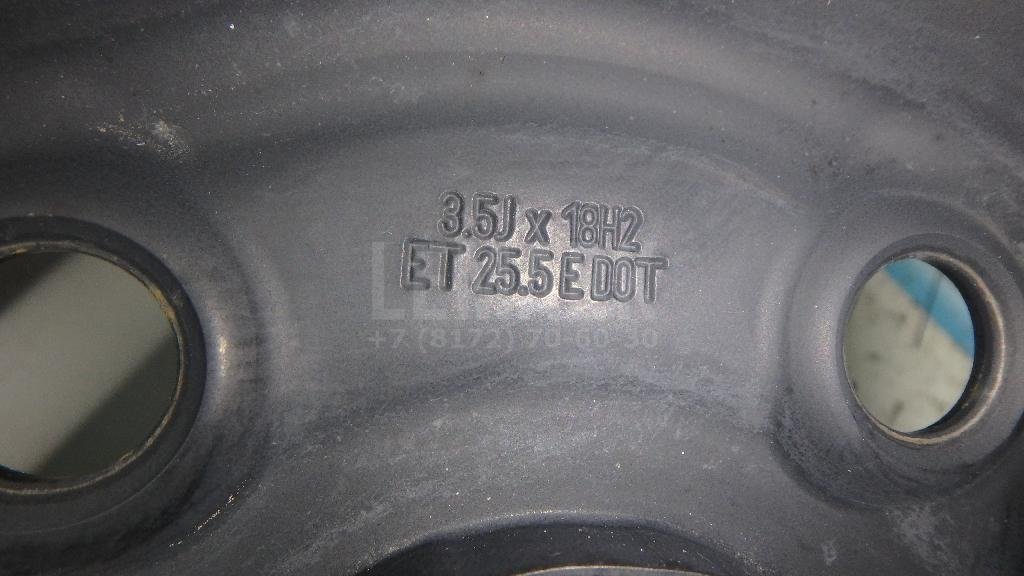 3.5J x 18H2
ET 25.5 E DOT
+7 (8172) 70-60-30